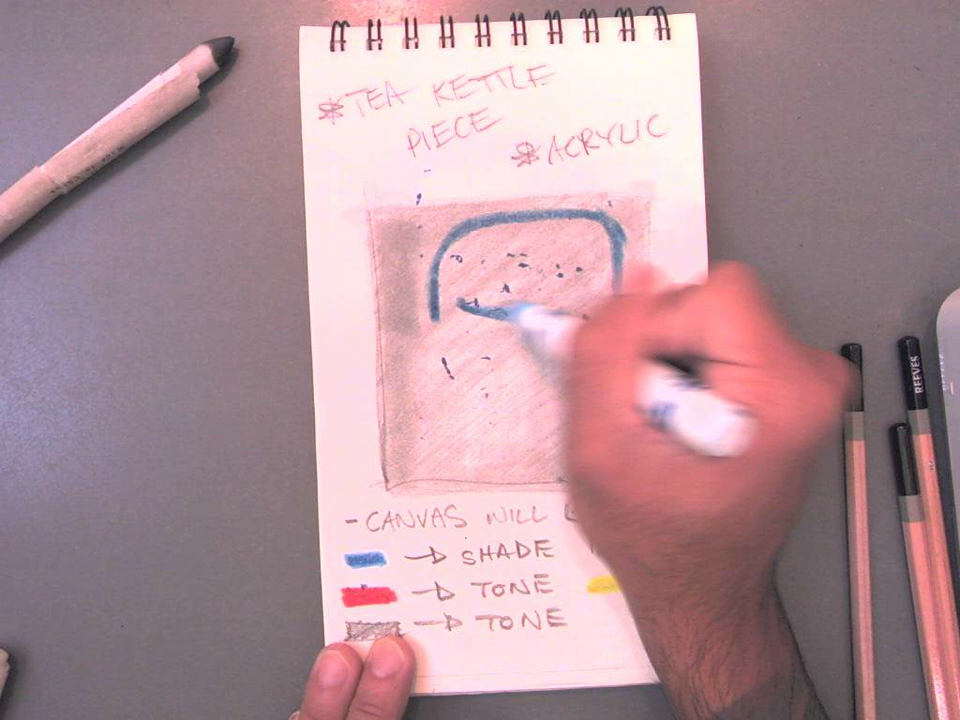 *TEA KETTLE
PIECE
*ACRYLIC
- CANVAS WILL
→ SHADE
→ TONE
→ TONE
REEVES